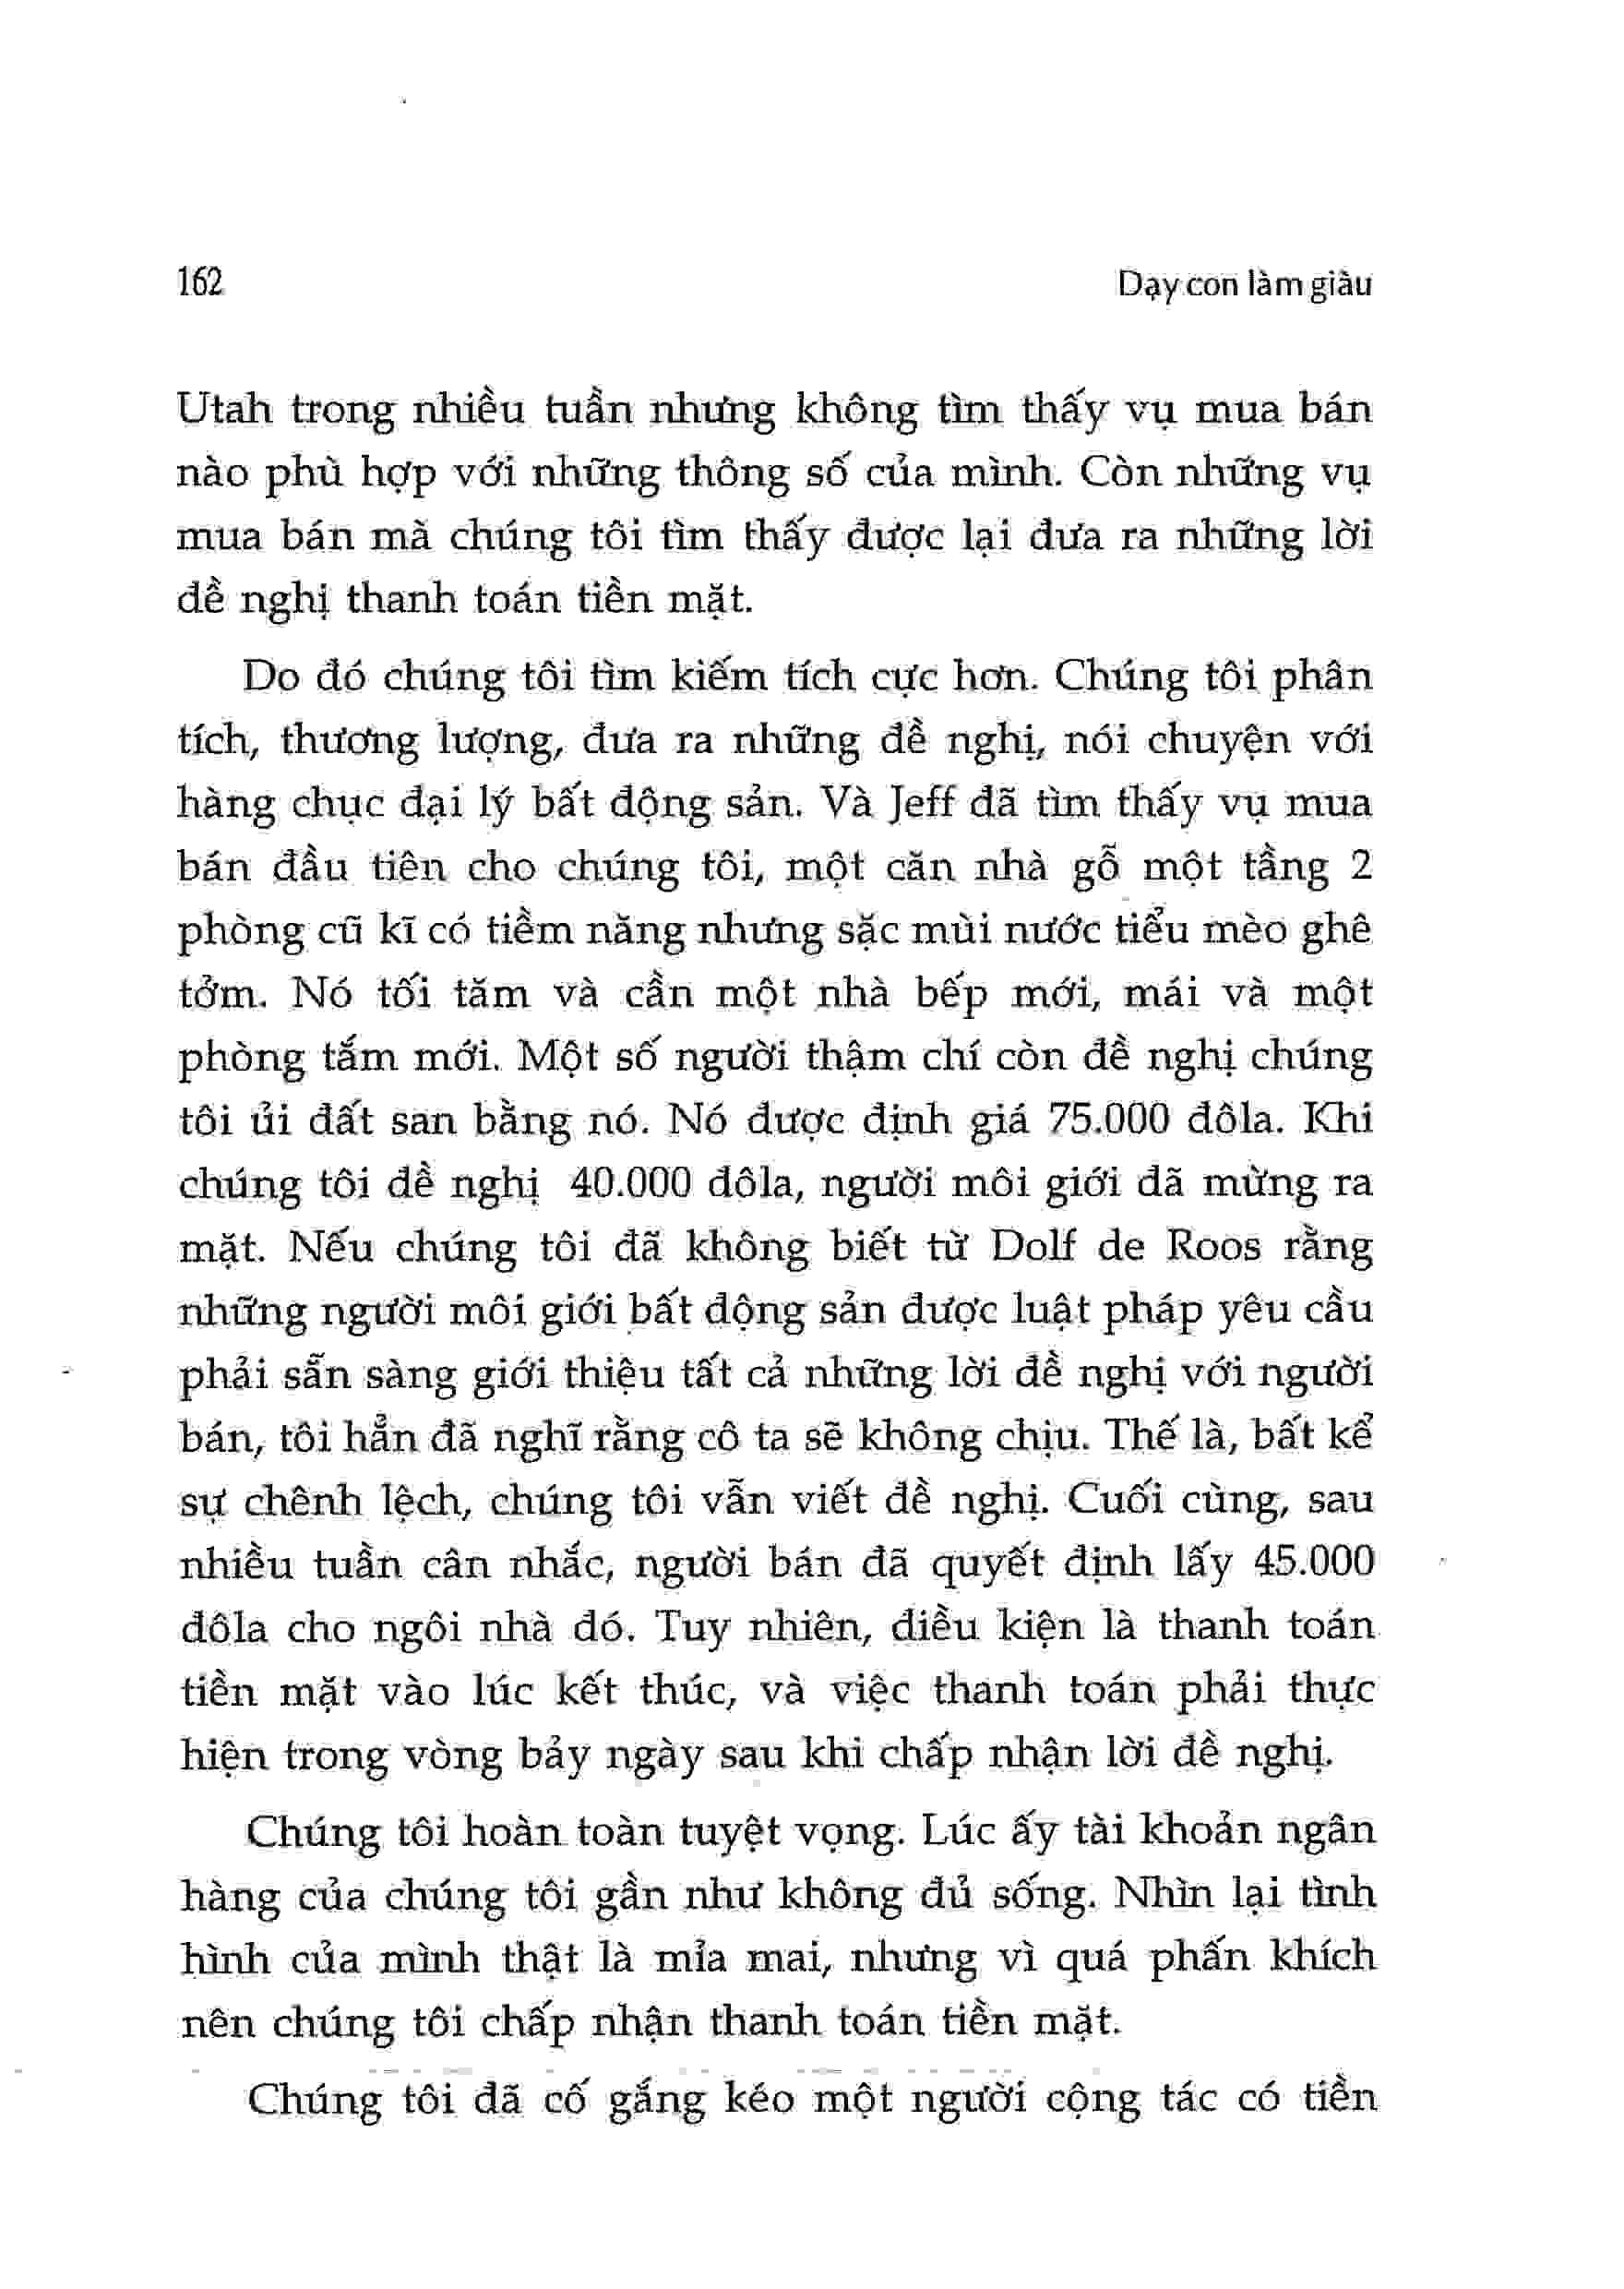 162 Dạy con làm giàu
Utah trong nhiều tuần nhưng không tìm thấy vụ mua bán
nào phù hợp với những thông số của mình. Còn những vụ
mua bán mà chúng tôi tìm thấy được lại đưa ra những lời
đề nghị thanh toán tiền mặt.
Do đó chúng tôi tìm kiếm tích cực hơn. Chúng tôi phân
tích, thương lượng, đưa ra những đề nghị, nói chuyện với
hàng chục đại lý bất động sản. Và Jeff đã tìm thấy vụ mua
bán đầu tiên cho chúng tôi, một căn nhà gỗ một tầng 2
phòng cũ kĩ có tiềm năng nhưng sặc mùi nước tiểu mèo ghê
tởm. Nó tối tăm và cần một nhà bếp mới, mái và một
phòng tắm mới. Một số người thậm chí còn đề nghị chúng
tôi ủi đất san bằng nó. Nó được định giá 75.000 đôla. Khi
chúng tôi đề nghị 40.000 đôla, người môi giới đã mừng ra
mặt. Nếu chúng tôi đã không biết từ Dolf de Roos rằng
những người môi giới bất động sản được luật pháp yêu cầu
phải sẵn sàng giới thiệu tất cả những lời đề nghị với người
bán, tôi hẳn đã nghĩ rằng cô ta sẽ không chịu. Thế là, bất kể
sự chênh lệch, chúng tôi vẫn viết đề nghị. Cuối cùng, sau
nhiều tuần cân nhắc, người bán đã quyết định lấy 45.000
đôla cho ngôi nhà đó. Tuy nhiên, điều kiện là thanh toán
tiền mặt vào lúc kết thúc, và việc thanh toán phải thực
hiện trong vòng bảy ngày sau khi chấp nhận lời đề nghị.
Chúng tôi hoàn toàn tuyệt vọng. Lúc ấy tài khoản ngân
hàng của chúng tôi gần như không đủ sống. Nhìn lại tình
hình của mình thật là mỉa mai, nhưng vì quá phấn khích
nên chúng tôi chấp nhận thanh toán tiền mặt.
Chúng tôi đã cố gắng kéo một người cộng tác có tiền